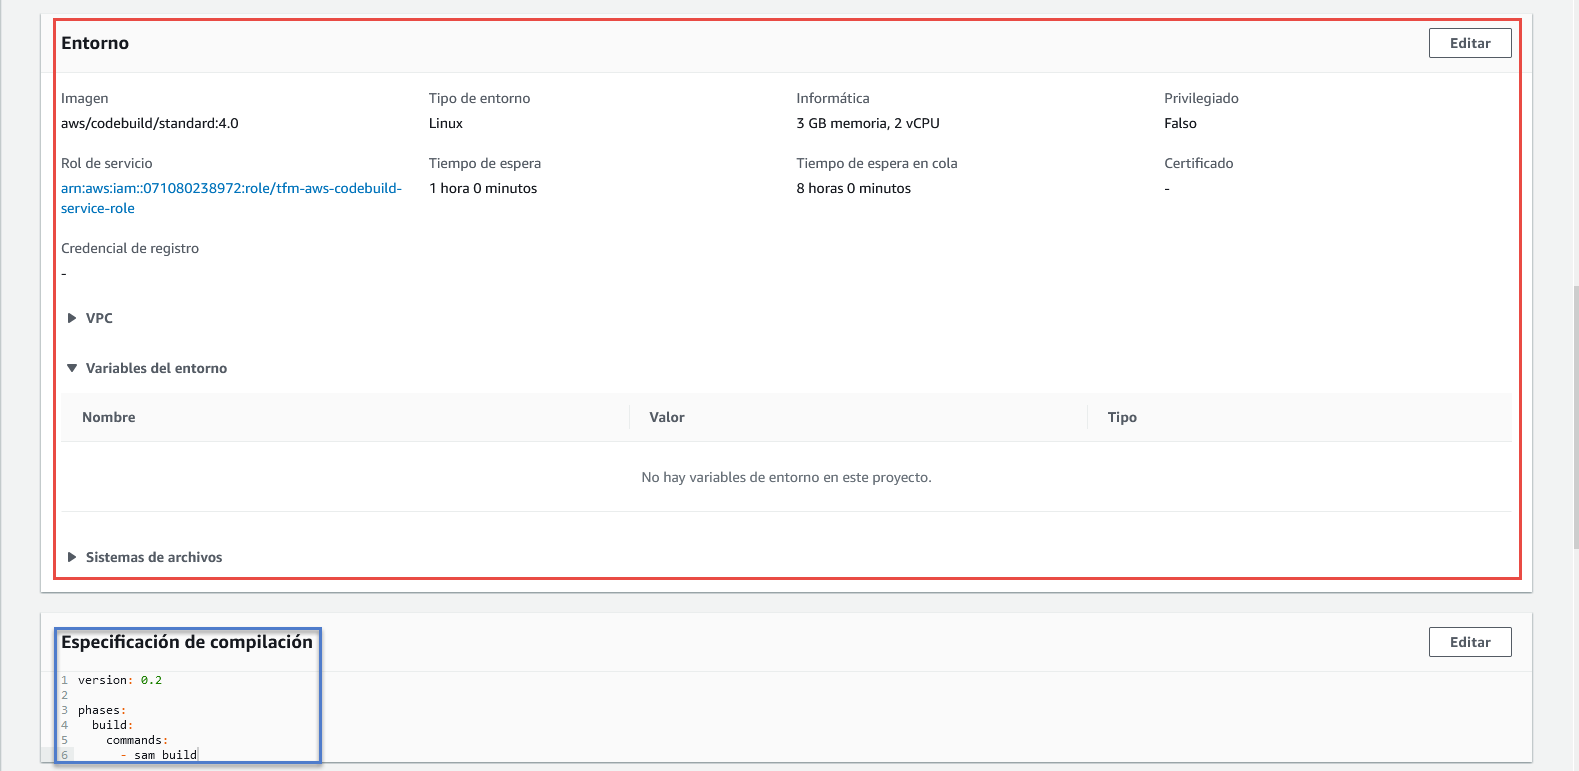 Entorno
Editar
Imagen
Tipo de entorno
Informática
Privilegiado
aws/codebuild/standard:4.0
Linux
3 GB memoria, 2 vCPU
Falso
Rol de servicio
Tiempo de espera
Tiempo de espera en cola
Certificado
arn:aws:iam::071080238972:role/tfm-aws-codebuild-
service-role
1 hora 0 minutos
8 horas 0 minutos
-
Credencial de registro
-
VPC
Variables del entorno
Nombre
Valor
Tipo
No hay variables de entorno en este proyecto.
Sistemas de archivos
Especificación de compilación
Editar
1 version: 0.2
2
3 phases:
4 build:
5 commands:
6 - sam build